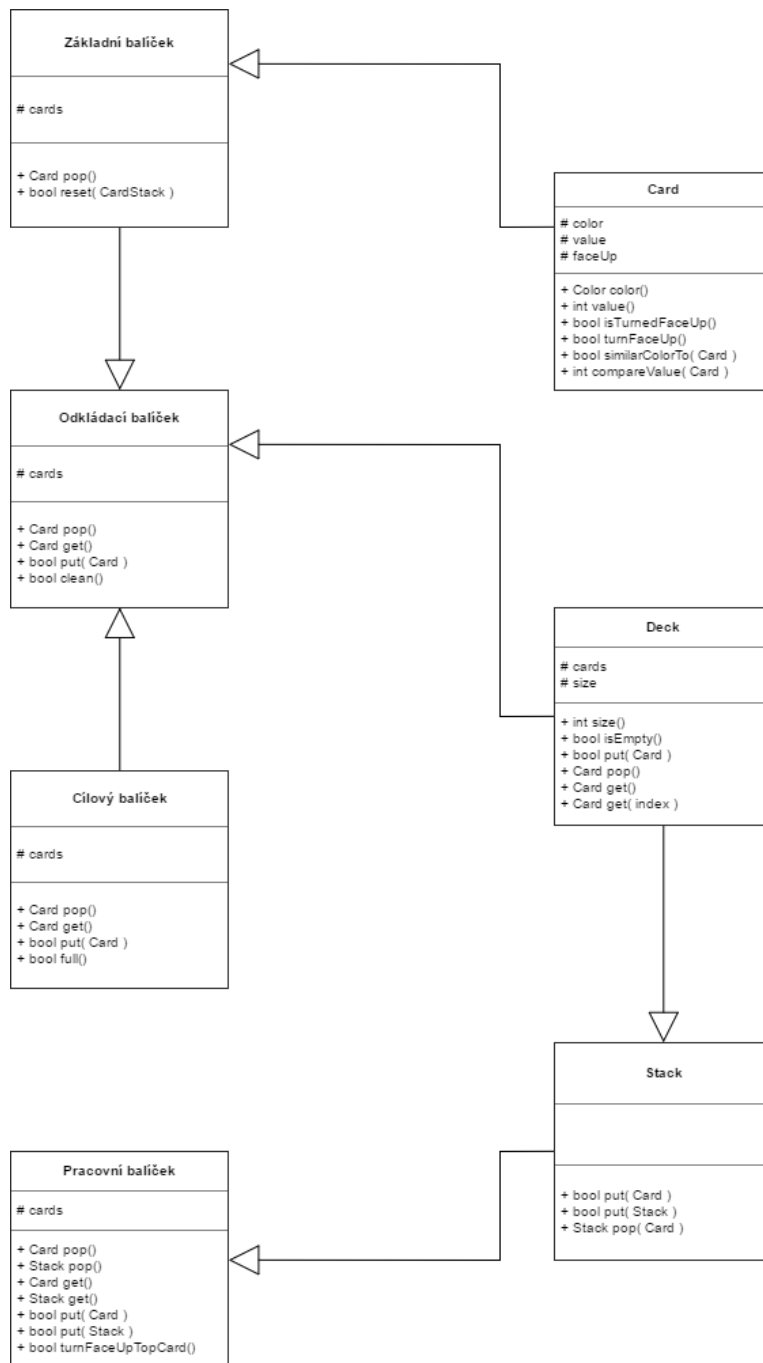 Základní balíček
# cards
+ Card pop()
+ bool reset( CardStack )
Card
# color
# value
# faceUp
+ Color color()
+ int value()
+ bool isTurnedFaceUp()
+ bool turnFaceUp()
+ bool similarColorTo( Card )
+ int compareValue( Card )
Odkládací balíček
# cards
+ Card pop()
+ Card get()
+ bool put( Card )
+ bool clean()
Deck
# cards
# size
+ int size()
+ bool isEmpty()
+ bool put( Card )
+ Card pop()
+ Card get()
+ Card get( index )
Cílový balíček
# cards
+ Card pop()
+ Card get()
+ bool put( Card )
+ bool full()
Stack
+ bool put( Card )
+ bool put( Stack )
+ Stack pop( Card )
Pracovní balíček
# cards
+ Card pop()
+ Stack pop()
+ Card get()
+ Stack get()
+ bool put( Card )
+ bool put( Stack )
+ bool turnFaceUpTopCard()